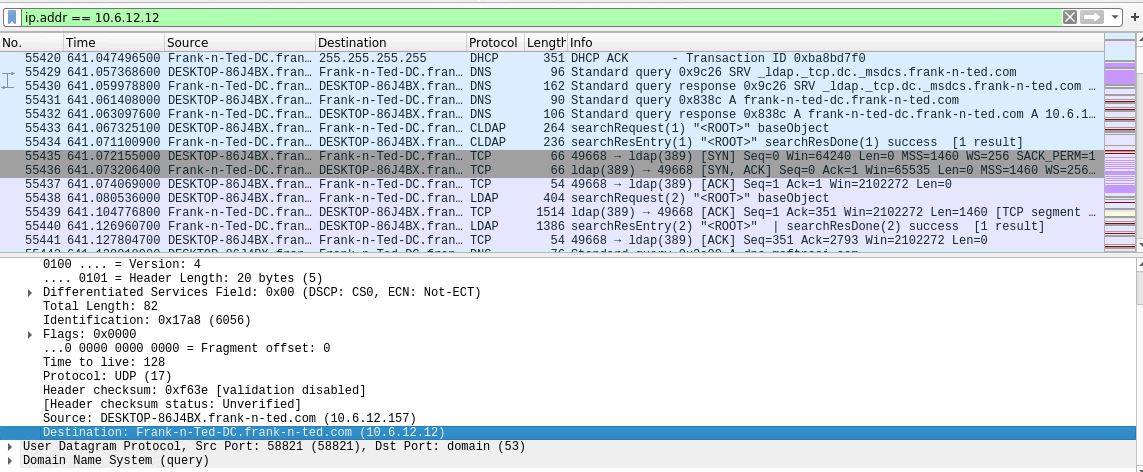 ip.addr == 10.6.12.12
No. Time Source Destination Protocol Length Info
55420 641.047496500 Frank-n-Ted-DC.fran… 255.255.255.255 DHCP 351 DHCP ACK - Transaction ID 0xba8bd7f0
55429 641.057368600 DESKTOP-86J4BX.fran… Frank-n-Ted-DC.fran… DNS 96 Standard query 0x9c26 SRV _ldap._tcp.dc._msdcs.frank-n-ted.com
55430 641.059978800 DESKTOP-86J4BX.fran… Frank-n-Ted-DC.fran… DNS 162 Standard query response 0x9c26 SRV _ldap._tcp.dc._msdcs.frank-n-ted.com …
55431 641.061408000 DESKTOP-86J4BX.fran… Frank-n-Ted-DC.fran… DNS 90 Standard query 0x838c A frank-n-ted-dc.frank-n-ted.com
55432 641.063097600 Frank-n-Ted-DC.fran… DESKTOP-86J4BX.fran… DNS 106 Standard query response 0x838c A frank-n-ted-dc.frank-n-ted.com A 10.6.1…
55433 641.067325100 Frank-n-Ted-DC.fran… DESKTOP-86J4BX.fran… CLDAP 264 searchRequest(1) "<ROOT>" baseObject
55434 641.071100900 Frank-n-Ted-DC.fran… DESKTOP-86J4BX.fran… CLDAP 236 searchResEntry(1) "<ROOT>" searchResDone(1) success [1 result]
55435 641.072155000 DESKTOP-86J4BX.fran… Frank-n-Ted-DC.fran… TCP 66 49668 → ldap(389) [SYN] Seq=0 Win=64240 Len=0 MSS=1460 WS=256 SACK_PERM=1
55436 641.073206400 Frank-n-Ted-DC.fran… DESKTOP-86J4BX.fran… TCP 66 ldap(389) → 49668 [SYN, ACK] Seq=0 Ack=1 Win=65535 Len=0 MSS=1460 WS=256…
55437 641.074069000 DESKTOP-86J4BX.fran… Frank-n-Ted-DC.fran… TCP 54 49668 → ldap(389) [ACK] Seq=1 Ack=1 Win=2102272 Len=0
55438 641.080536000 DESKTOP-86J4BX.fran… Frank-n-Ted-DC.fran… LDAP 404 searchRequest(2) "<ROOT>" baseObject
55439 641.104776800 Frank-n-Ted-DC.fran… DESKTOP-86J4BX.fran… TCP 1514 ldap(389) → 49668 [ACK] Seq=1 Ack=351 Win=2102272 Len=1460 [TCP segment …
55440 641.126960700 Frank-n-Ted-DC.fran… DESKTOP-86J4BX.fran… LDAP 1386 searchResEntry(2) "<ROOT>" | searchResDone(2) success [1 result]
55441 641.127804700 DESKTOP-86J4BX.fran… Frank-n-Ted-DC.fran… TCP 54 49668 → ldap(389) [ACK] Seq=351 Ack=2793 Win=2102272 Len=0
0100 .... = Version: 4
.... 0101 = Header Length: 20 bytes (5)
Differentiated Services Field: 0x00 (DSCP: CS0, ECN: Not-ECT)
Total Length: 82
Identification: 0x17a8 (6056)
Flags: 0x0000
...0 0000 0000 0000 = Fragment offset: 0
Time to live: 128
Protocol: UDP (17)
Header checksum: 0xf63e [validation disabled]
[Header checksum status: Unverified]
Source: DESKTOP-86J4BX.frank-n-ted.com (10.6.12.157)
Destination: Frank-n-Ted-DC.frank-n-ted.com (10.6.12.12)
User Datagram Protocol, Src Port: 58821 (58821), Dst Port: domain (53)
Domain Name System (query)